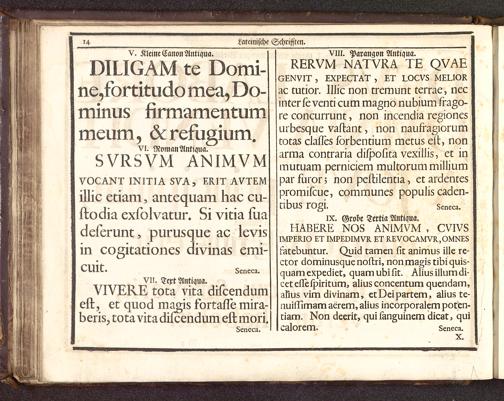 14
Lateinische Schrifften.
V. Kleine Canon Antiqua.
DILIGAM te Domi-
ne, fortitudo mea, Do-
minus firmamentum
meum, & refugium.
VI. Roman Antiqua.
SVRSVM ANIMVM
VOCANT INITIA SVA, ERIT AVTEM
illic etiam, antequam hac cu-
ſtodia exſolvatur. Si vitia ſua
deſerunt, purusque ac levis
in cogitationes divinas emi-
cuit.
Seneca.
VII. Text Antiqua.
VIVERE tota vita diſcendum
eſt, et quod magis fortaſſe mira-
beris, tota vita diſcendum eſt mori,
Seneca.
VIII. Parangon Antiqua.
RERVM NATVRA TE QVAE
GENVIT, EXPECTAT, ET LOCVS MELIOR
ac tutior. Illic non tremunt terrae, nec
inter ſe venti cum magno nubium frago-
re concurrunt, non incendia regiones
urbesque vaſtant, non naufragiorum
totas claſſes ſorbentium metus eſt, non
arma contraria diſpoſita vexillis, et in
mutuam perniciem multorum millium
par furor: non peſtilentia, et ardentes
promiſcue, communes populis caden-
tibus rogi.
Seneca.
IX. Grobe Tertia Antiqua.
HABERE NOS ANIMVM, CVIVS
IMPERIO ET IMPEDIMVR ET REVOCAMVR, OMNES
fatebuntur. Quid tamen ſit animus ille re-
ctor dominusque noſtri, non magis tibi quis-
quam expediet, quam ubi ſit. Alius illum di-
cet eſſe ſpiritum, alius concentum quendam,
alius vim divinam, et Dei partem, alius te-
nuiſſimam aërem, alius incorporalem poten-
tiam. Non deerit, qui ſanguinem dicat, qui
calorem.
Seneca.
X.